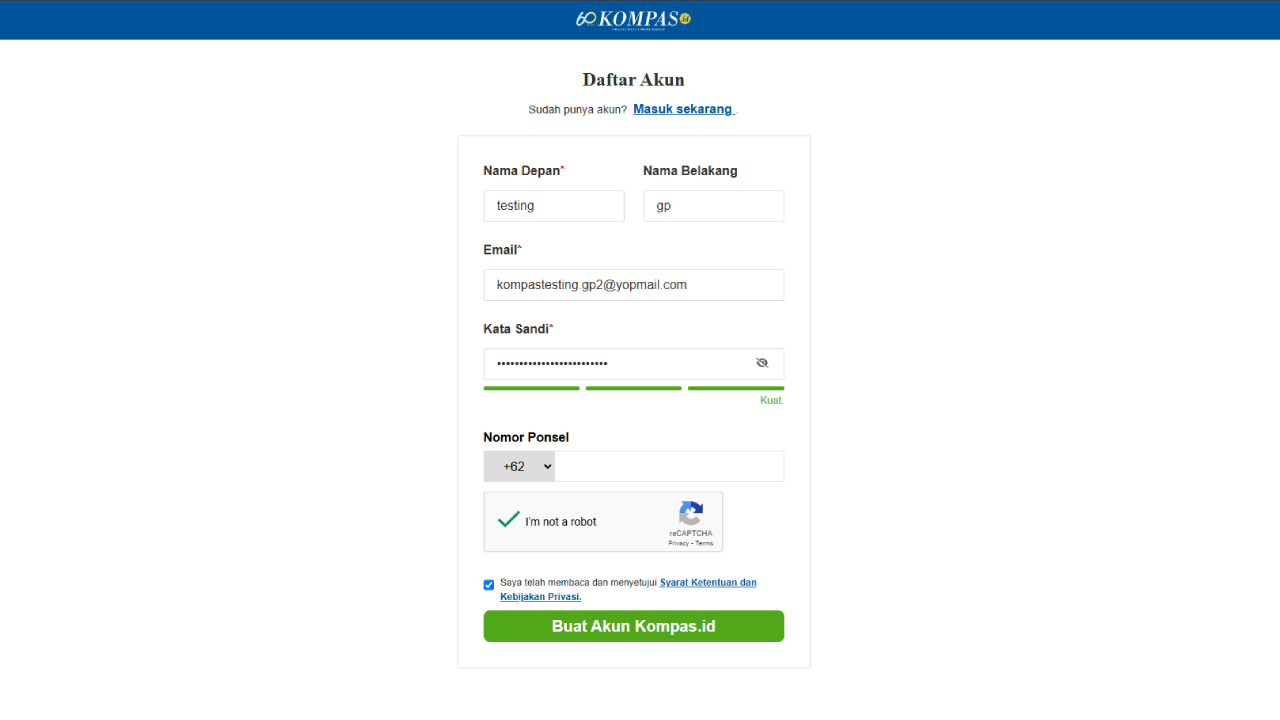 60 KOMPAS.id
Daftar Akun
Sudah punya akun? Masuk sekarang .
Nama Depan* Nama Belakang
testing gp
Email*
kompastesting.gp2@yopmail.com
Kata Sandi*
•••••••••••••••••••••••••
Kuat.
Nomor Ponsel
+62
I'm not a robot
reCAPTCHA
Privacy - Terms
Saya telah membaca dan menyetujui Syarat Ketentuan dan
Kebijakan Privasi.
Buat Akun Kompas.id